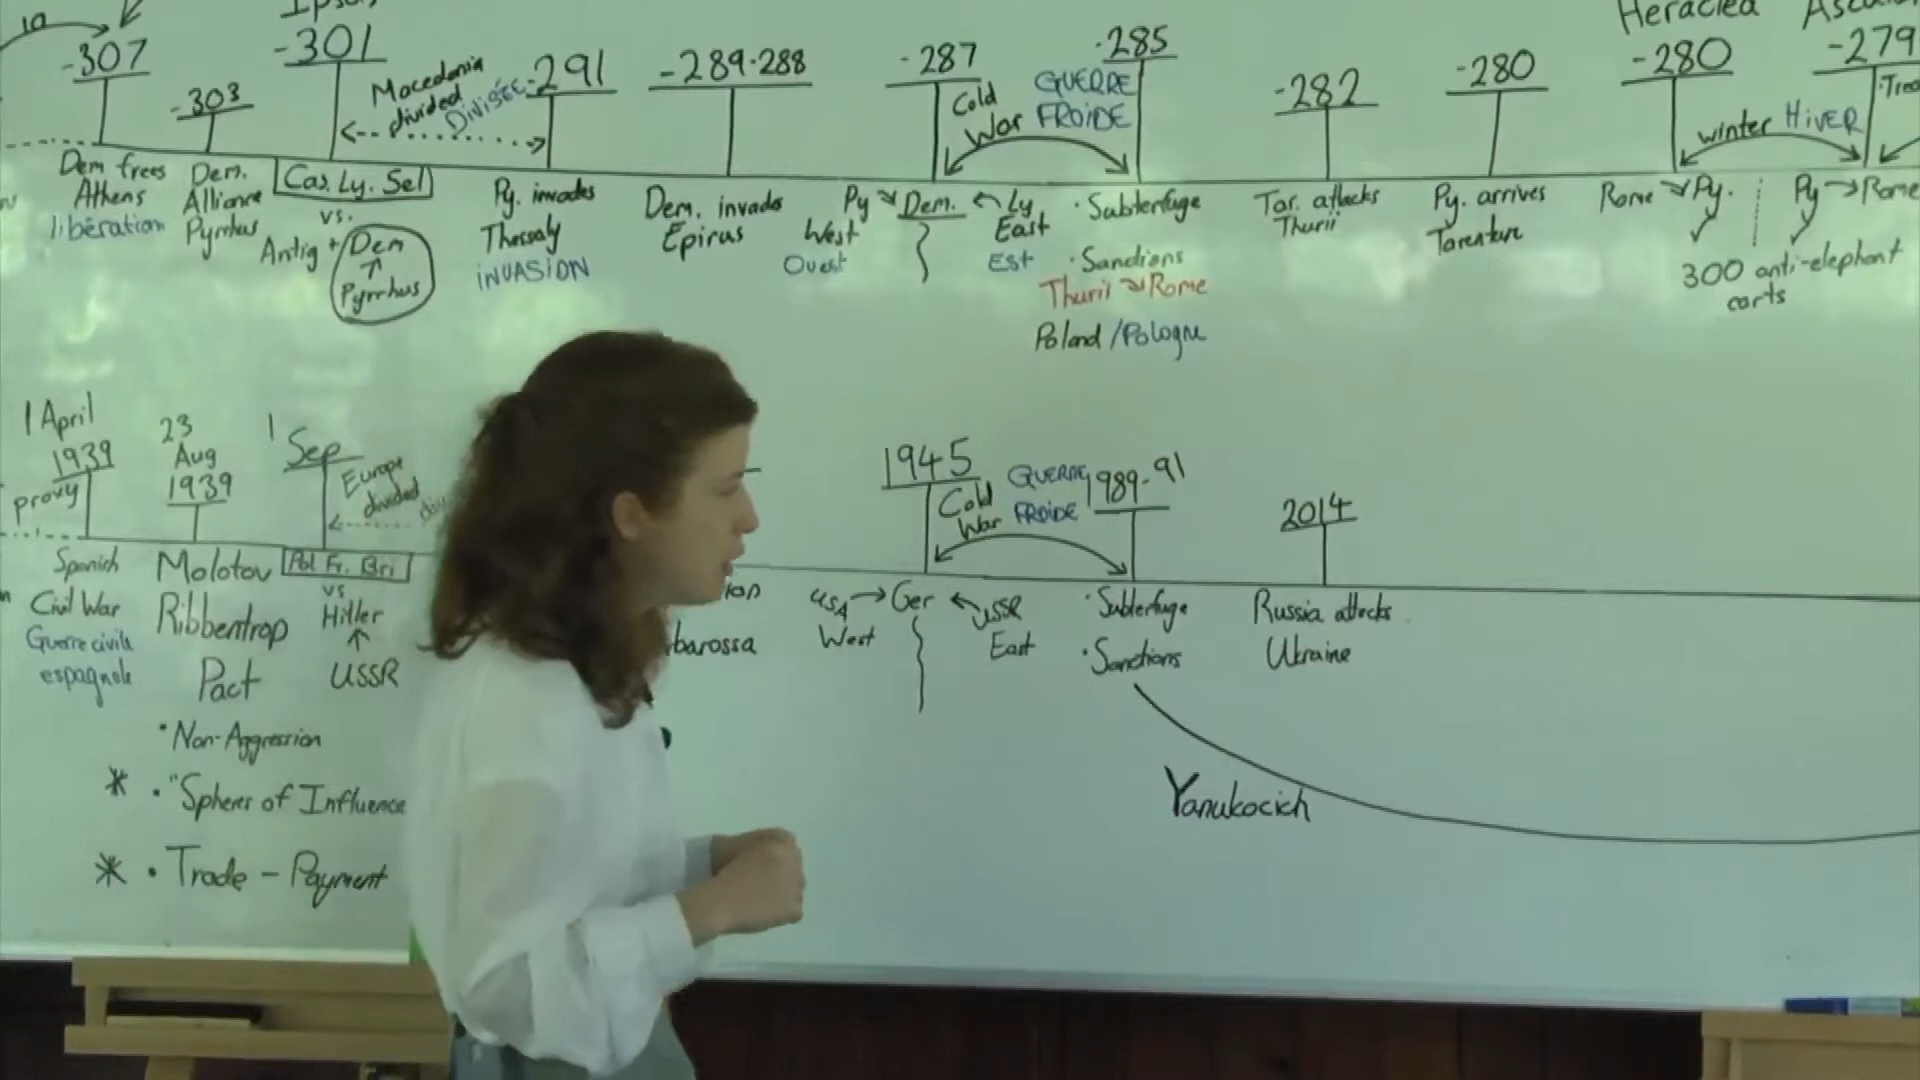 10
-307
Dem frees
Athens
libération
-303
Dem.
Alliance
Pyrrhus
-301
Cas. Ly. Sel
vs.
Antig + Dem
Pyrrhus
Macedonia
divided
DIVISÉE
-291
Py. invades
Thessaly
INVASION
-289-288
Dem. invade
Epirus
-287
Py → Dem. ← Ly
West East
Ouest Est
Cold GUERRE
War FROIDE
-285
· Subterfuge
· Sanctions
Thurii → Rome
Poland / Pologne
-282
Tar. attacks
Thurii
-280
Py. arrives
Tarentum
Heraclea
-280
winter HIVER
-279
Rome → Py.
Py → Rome
300 anti-elephant
carts
1 April
1939
proxy
Spanish
Civil War
Guerre civile
espagnole
23
Aug
1939
Molotov
Ribbentrop
Pact
· Non-Aggression
* · "Spheres of Influence
* · Trade - Payment
1
Sep
Pol Fr. Bri
vs
Hitler
↑
USSR
Europe
divided
barossa
1945
USA → Ger ← USSR
West East
Cold GUERRE
War FROIDE
1989-91
· Subterfuge
· Sanctions
2014
Russia attacks
Ukraine
Yanukocich